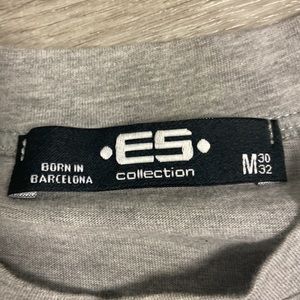 ·ES·
collection
BORN IN
BARCELONA
M 30
32